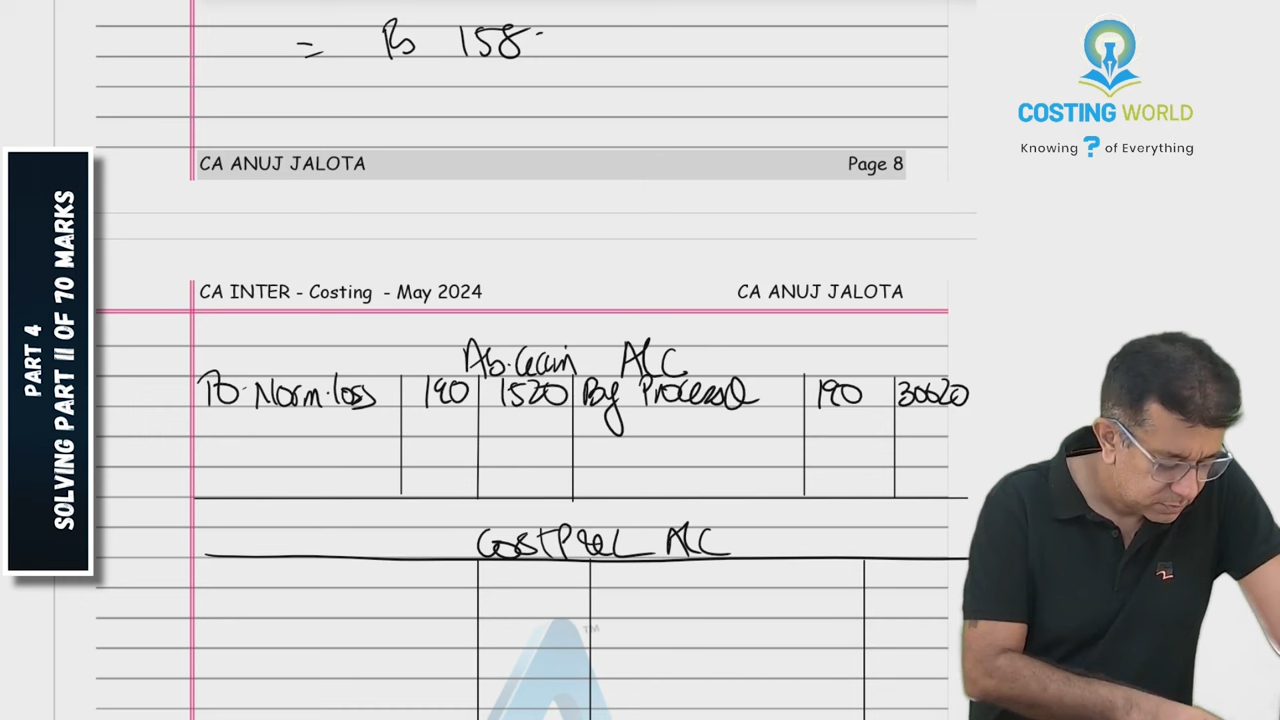 = Rs 158
COSTING WORLD
Knowing ? of Everything
CA ANUJ JALOTA Page 8
PART 4
SOLVING PART II OF 70 MARKS
CA INTER - Costing - May 2024 CA ANUJ JALOTA
Ab. Gain A/C
To Norm. loss 190 1520 By Process 190 30020
Cost P & L A/C